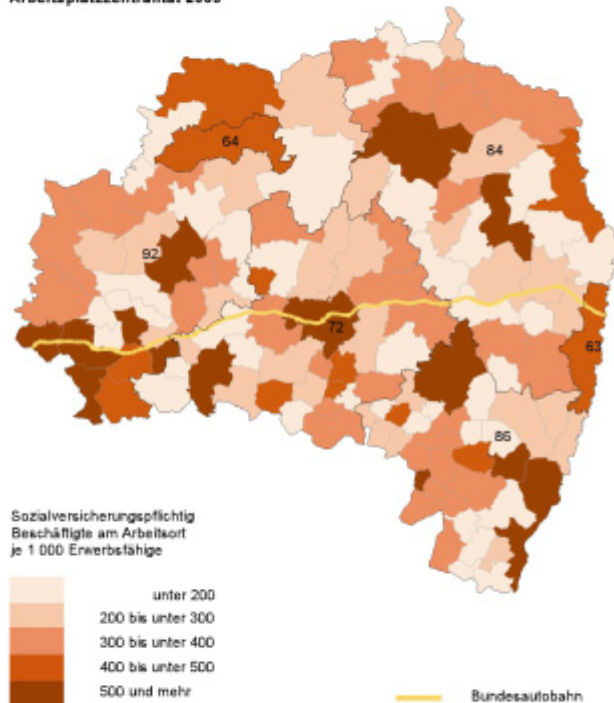 64
84
92
72
63
86
Sozialversicherungspflichtig
Beschäftigte am Arbeitsort
je 1 000 Erwerbsfähige
unter 200
200 bis unter 300
300 bis unter 400
400 bis unter 500
500 und mehr
Bundesautobahn